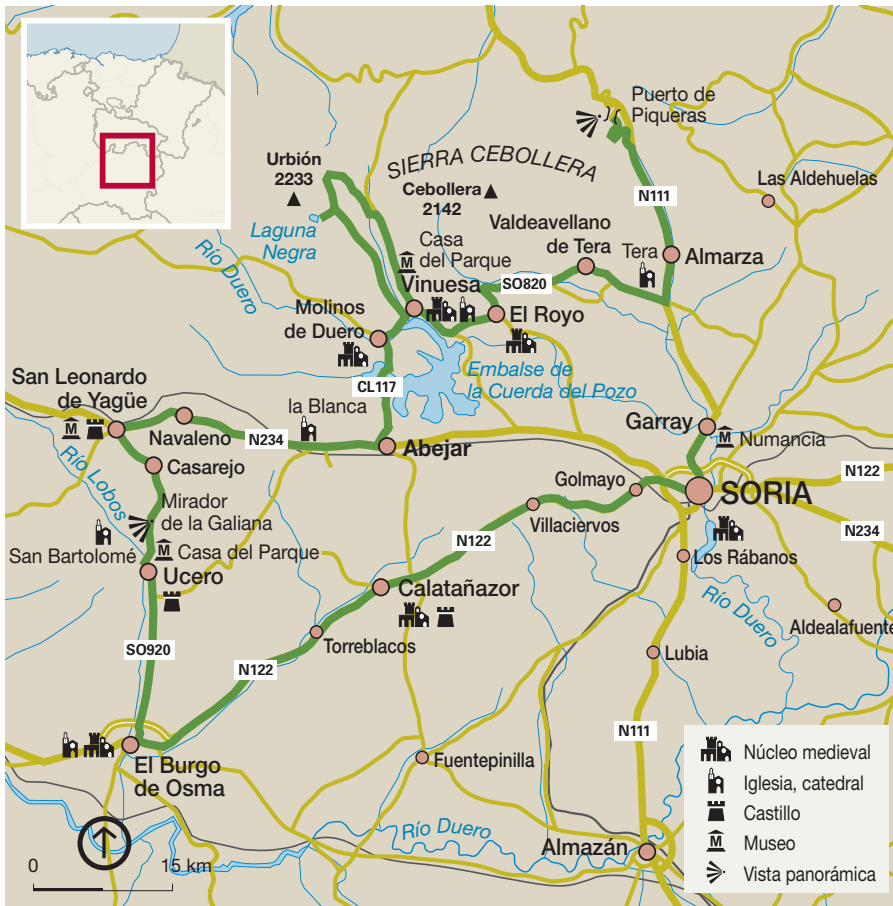 Puerto de
Piqueras
SIERRA CEBOLLERA
Urbión
2233
Cebollera
2142
N111
Las Aldehuelas
Laguna
Negra
Río Duero
Casa
del Parque
Valdeavellano
de Tera
Tera
Almarza
Vinuesa
SO820
Molinos
de Duero
El Royo
Embalse de
la Cuerda del Pozo
CL117
San Leonardo
de Yagüe
la Blanca
Navaleno
N234
Abejar
Garray
Numancia
Casarejo
Río Lobos
Golmayo
SORIA
N122
Mirador
de la Galiana
Villaciervos
N122
N234
San Bartolomé
Casa del Parque
Los Rábanos
Ucero
Calatañazor
Río Duero
Aldealafuente
Torreblacos
SO920
N122
Lubia
N111
El Burgo
de Osma
Fuentepinilla
Río Duero
Almazán
0
15 km
Núcleo medieval
Iglesia, catedral
Castillo
M
Museo
Vista panorámica
M
M
M
M